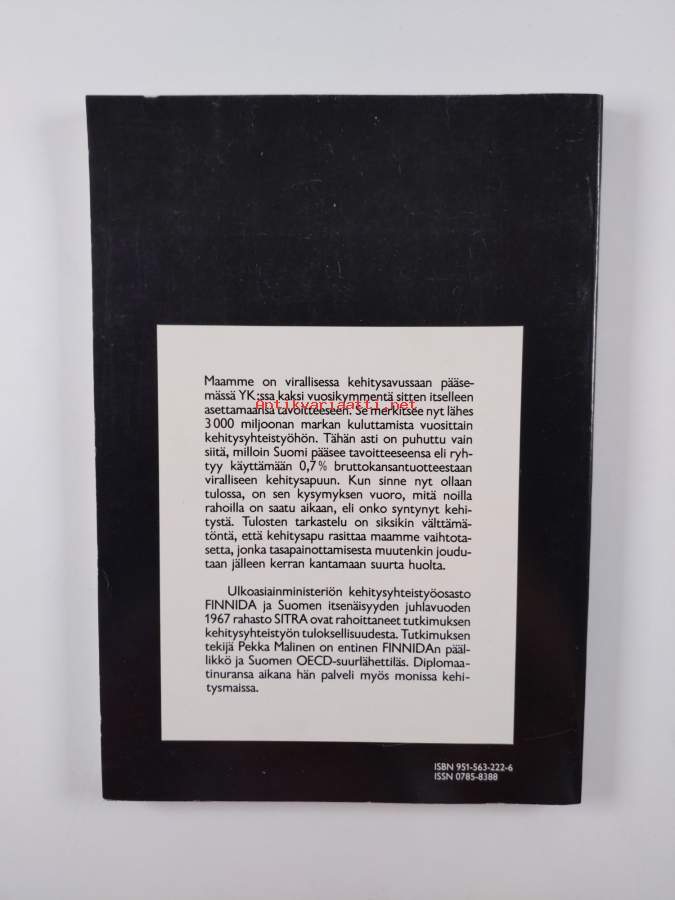 Maamme on virallisessa kehitysavussaan pääse-
mässä YK:ssa kaksi vuosikymmentä sitten itselleen
Antikvariaatti.net
asettamaansa tavoitteeseen. Se merkitsee nyt lähes
3 000 miljoonan markan kuluttamista vuosittain
kehitysyhteistyöhön. Tähän asti on puhuttu vain
siitä, milloin Suomi pääsee tavoitteeseensa eli ryh-
tyy käyttämään 0,7 % bruttokansantuotteestaan
viralliseen kehitysapuun. Kun sinne nyt ollaan
tulossa, on sen kysymyksen vuoro, mitä noilla
rahoilla on saatu aikaan, eli onko syntynyt kehi-
tystä. Tulosten tarkastelu on siksikin välttämä-
töntä, että kehitysapu rasittaa maamme vaihtota-
setta, jonka tasapainottamisesta muutenkin joudu-
taan jälleen kerran kantamaan suurta huolta.
Ulkoasiainministeriön kehitysyhteistyöosasto
FINNIDA ja Suomen itsenäisyyden juhlavuoden
1967 rahasto SITRA ovat rahoittaneet tutkimuksen
kehitysyhteistyön tuloksellisuudesta. Tutkimuksen
tekijä Pekka Malinen on entinen FINNIDAn pääl-
likkö ja Suomen OECD-suurlähettiläs. Diplomaa-
tinuransa aikana hän palveli myös monissa kehi-
tysmaissa.
ISBN 951-563-222-6
ISSN 0785-8388